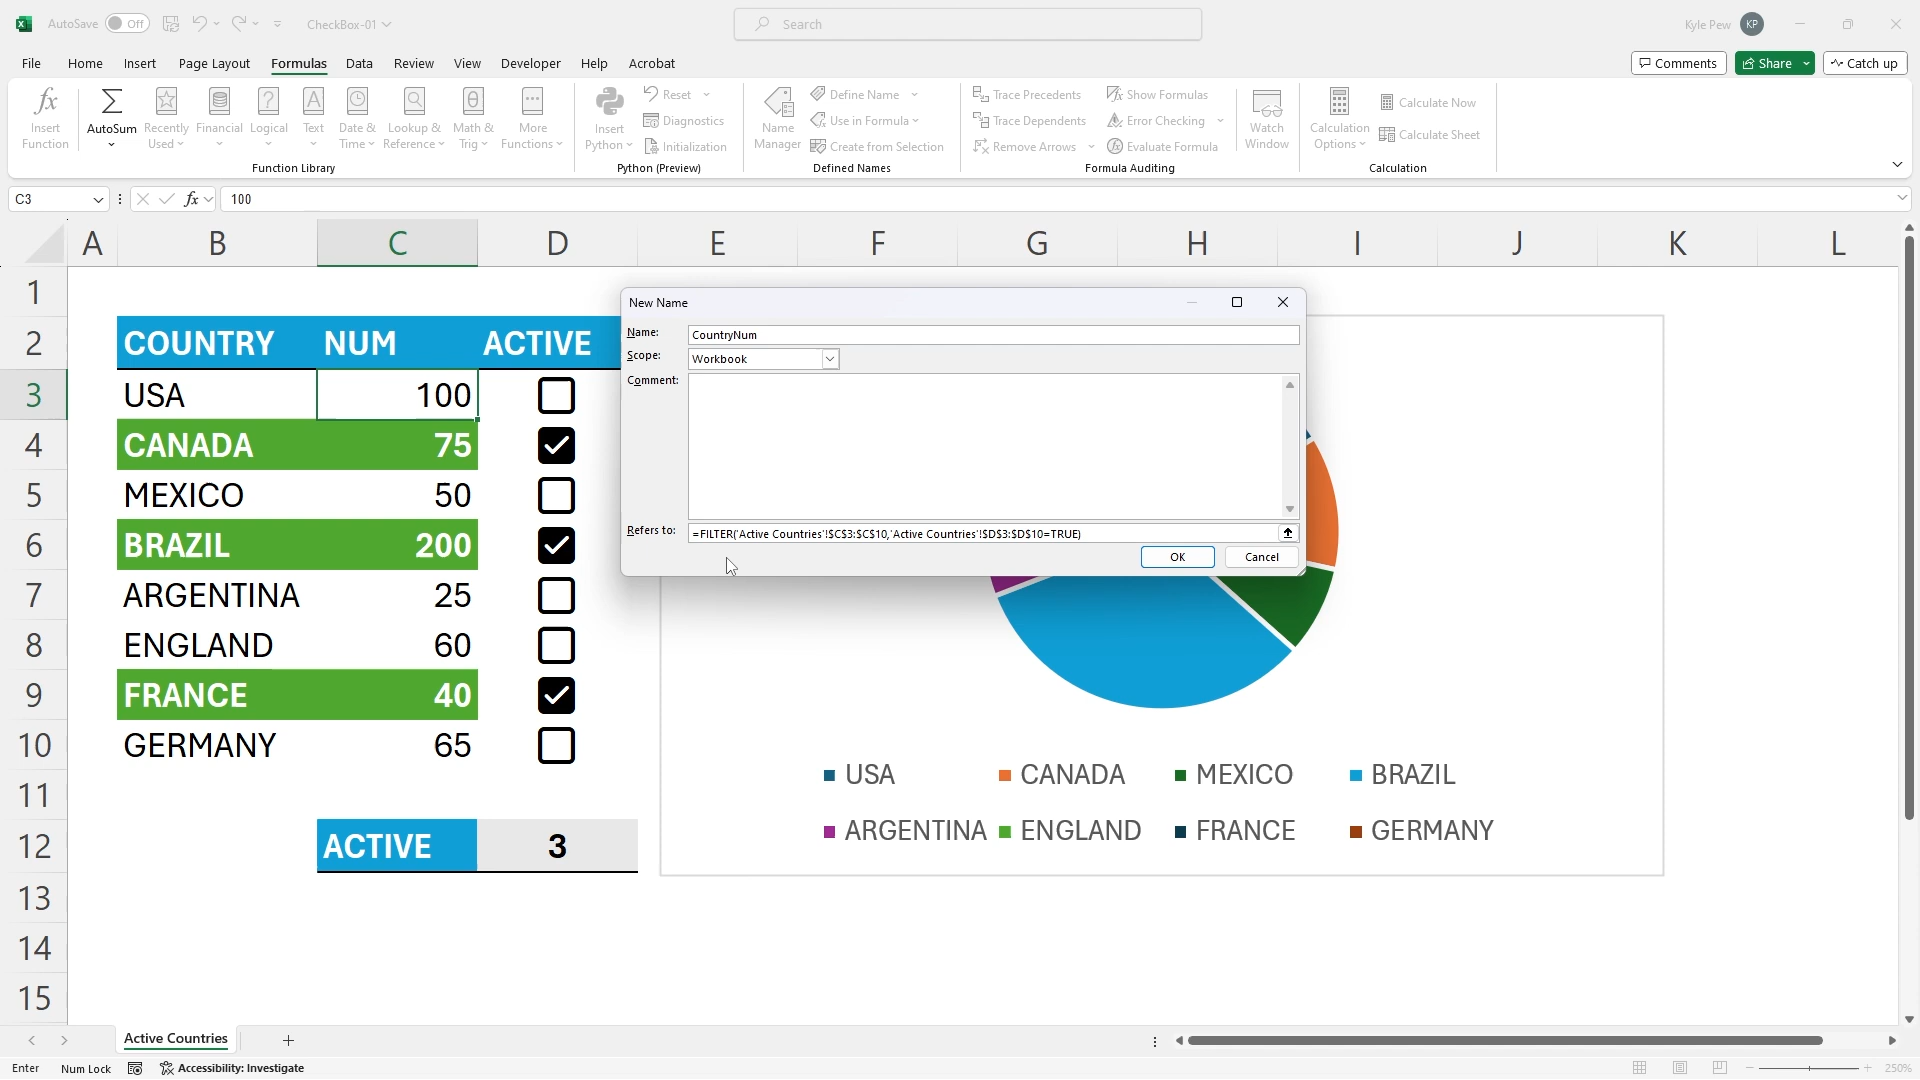 AutoSave Off CheckBox-01 Search Kyle Pew KP
File Home Insert Page Layout Formulas Data Review View Developer Help Acrobat Comments Share Catch up
Insert Function
AutoSum
Recently Used
Financial
Logical
Text
Date & Time
Lookup & Reference
Math & Trig
More Functions
Function Library
Insert Python
Reset
Diagnostics
Initialization
Python (Preview)
Name Manager
Define Name
Use in Formula
Create from Selection
Defined Names
Trace Precedents
Trace Dependents
Remove Arrows
Show Formulas
Error Checking
Evaluate Formula
Formula Auditing
Watch Window
Calculation Options
Calculate Now
Calculate Sheet
Calculation
C3 fx 100
A B C D E F G H I J K L
1
2 COUNTRY NUM ACTIVE
3 USA 100
4 CANADA 75
5 MEXICO 50
6 BRAZIL 200
7 ARGENTINA 25
8 ENGLAND 60
9 FRANCE 40
10 GERMANY 65
11
12 ACTIVE 3
13
14
15
New Name
Name: CountryNum
Scope: Workbook
Comment:
Refers to: =FILTER('Active Countries'!$C$3:$C$10,'Active Countries'!$D$3:$D$10=TRUE)
OK Cancel
USA CANADA MEXICO BRAZIL
ARGENTINA ENGLAND FRANCE GERMANY
Active Countries
Enter Num Lock Accessibility: Investigate 250%